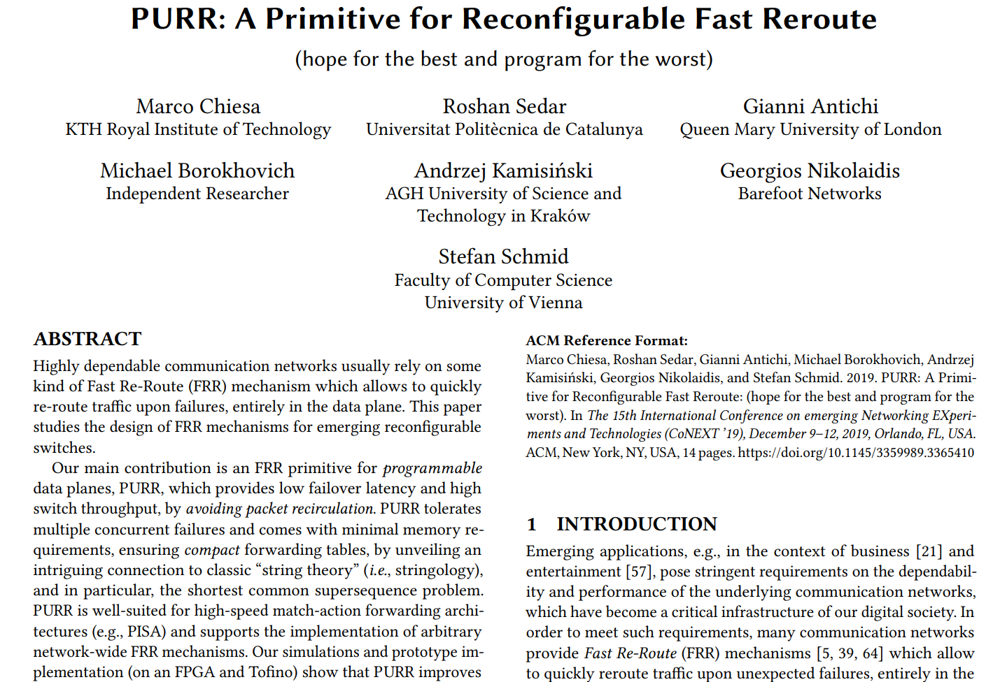 PURR: A Primitive for Reconfigurable Fast Reroute
(hope for the best and program for the worst)
Marco Chiesa
KTH Royal Institute of Technology
Roshan Sedar
Universitat Politècnica de Catalunya
Gianni Antichi
Queen Mary University of London
Michael Borokhovich
Independent Researcher
Andrzej Kamisiński
AGH University of Science and
Technology in Kraków
Georgios Nikolaidis
Barefoot Networks
Stefan Schmid
Faculty of Computer Science
University of Vienna
ABSTRACT
Highly dependable communication networks usually rely on some
kind of Fast Re-Route (FRR) mechanism which allows to quickly
re-route traffic upon failures, entirely in the data plane. This paper
studies the design of FRR mechanisms for emerging reconfigurable
switches.
Our main contribution is an FRR primitive for programmable
data planes, PURR, which provides low failover latency and high
switch throughput, by avoiding packet recirculation. PURR tolerates
multiple concurrent failures and comes with minimal memory re-
quirements, ensuring compact forwarding tables, by unveiling an
intriguing connection to classic “string theory” (i.e., stringology),
and in particular, the shortest common supersequence problem.
PURR is well-suited for high-speed match-action forwarding archi-
tectures (e.g., PISA) and supports the implementation of arbitrary
network-wide FRR mechanisms. Our simulations and prototype im-
plementation (on an FPGA and Tofino) show that PURR improves
ACM Reference Format:
Marco Chiesa, Roshan Sedar, Gianni Antichi, Michael Borokhovich, Andrzej
Kamisiński, Georgios Nikolaidis, and Stefan Schmid. 2019. PURR: A Primi-
tive for Reconfigurable Fast Reroute: (hope for the best and program for the
worst). In The 15th International Conference on emerging Networking EXperi-
ments and Technologies (CoNEXT ’19), December 9–12, 2019, Orlando, FL, USA.
ACM, New York, NY, USA, 14 pages. https://doi.org/10.1145/3359989.3365410
1 INTRODUCTION
Emerging applications, e.g., in the context of business [21] and
entertainment [57], pose stringent requirements on the dependabil-
ity and performance of the underlying communication networks,
which have become a critical infrastructure of our digital society. In
order to meet such requirements, many communication networks
provide Fast Re-Route (FRR) mechanisms [5, 39, 64] which allow
to quickly reroute traffic upon unexpected failures, entirely in the